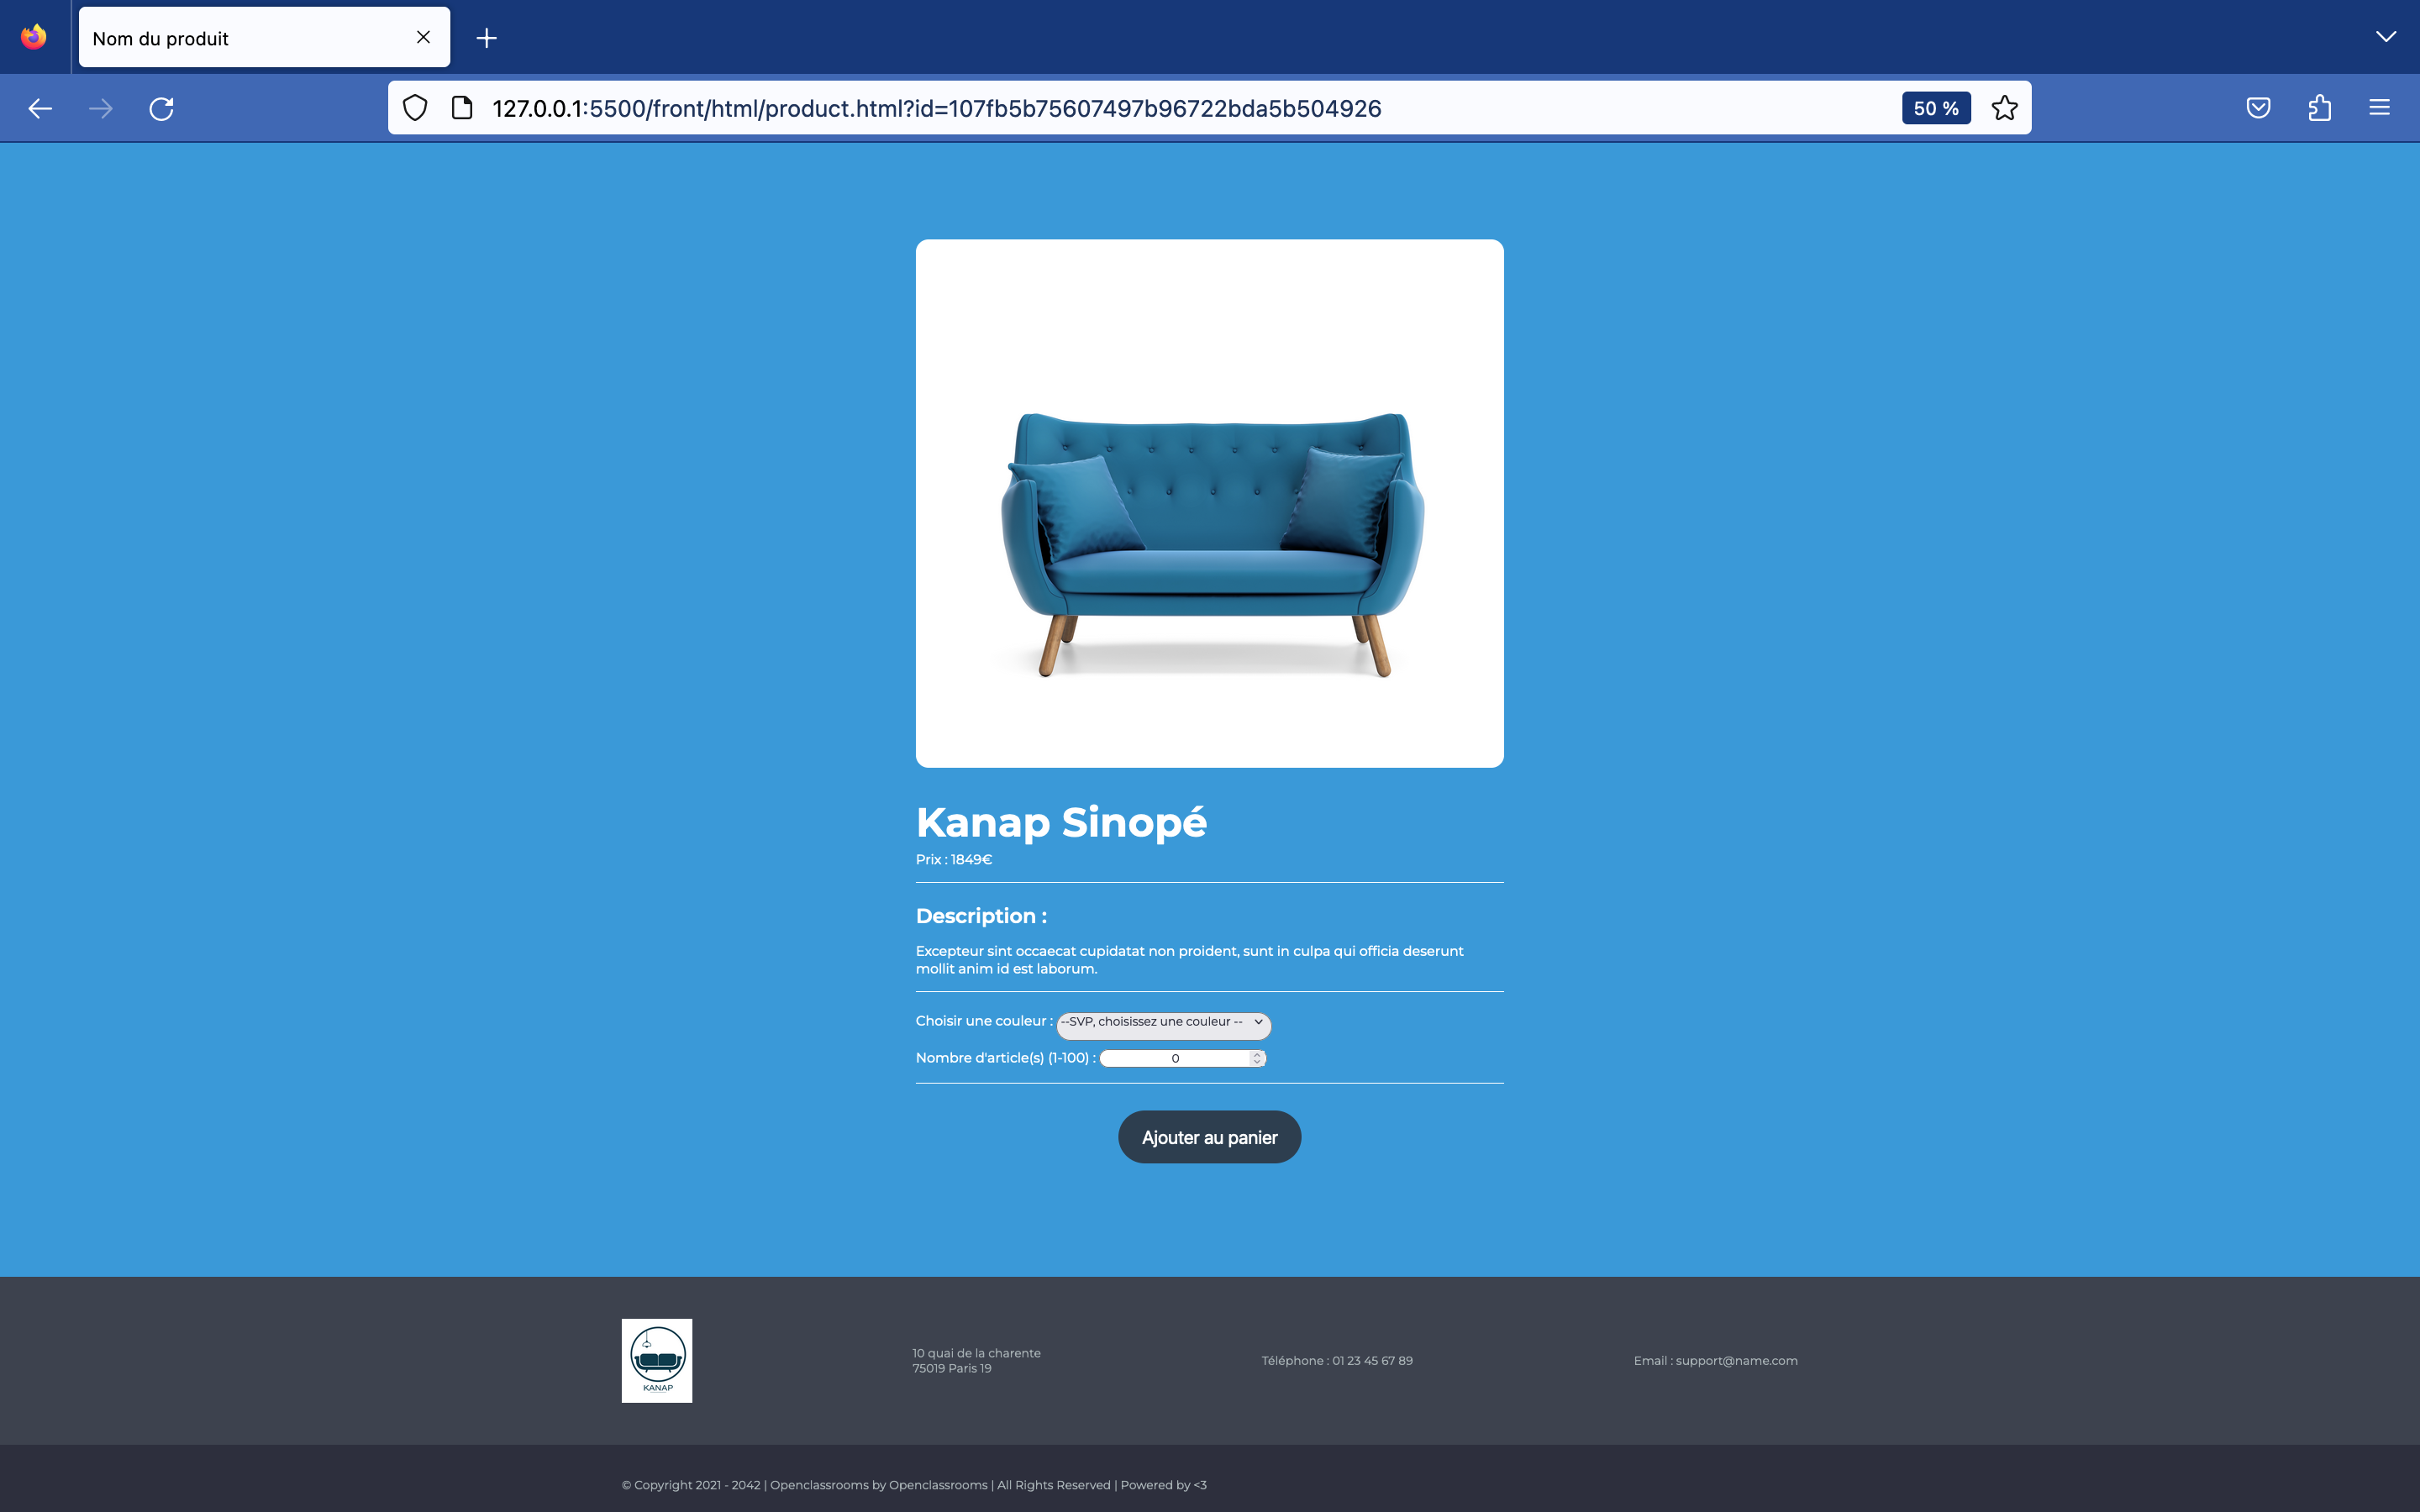 Nom du produit
127.0.0.1:5500/front/html/product.html?id=107fb5b75607497b96722bda5b504926
50 %
Kanap Sinopé
Prix : 1849€
Description :
Excepteur sint occaecat cupidatat non proident, sunt in culpa qui officia deserunt
mollit anim id est laborum.
Choisir une couleur : --SVP, choisissez une couleur --
Nombre d'article(s) (1-100) : 0
Ajouter au panier
KANAP
10 quai de la charente
75019 Paris 19
Téléphone : 01 23 45 67 89
Email : support@name.com
© Copyright 2021 - 2042 | Openclassrooms by Openclassrooms | All Rights Reserved | Powered by <3